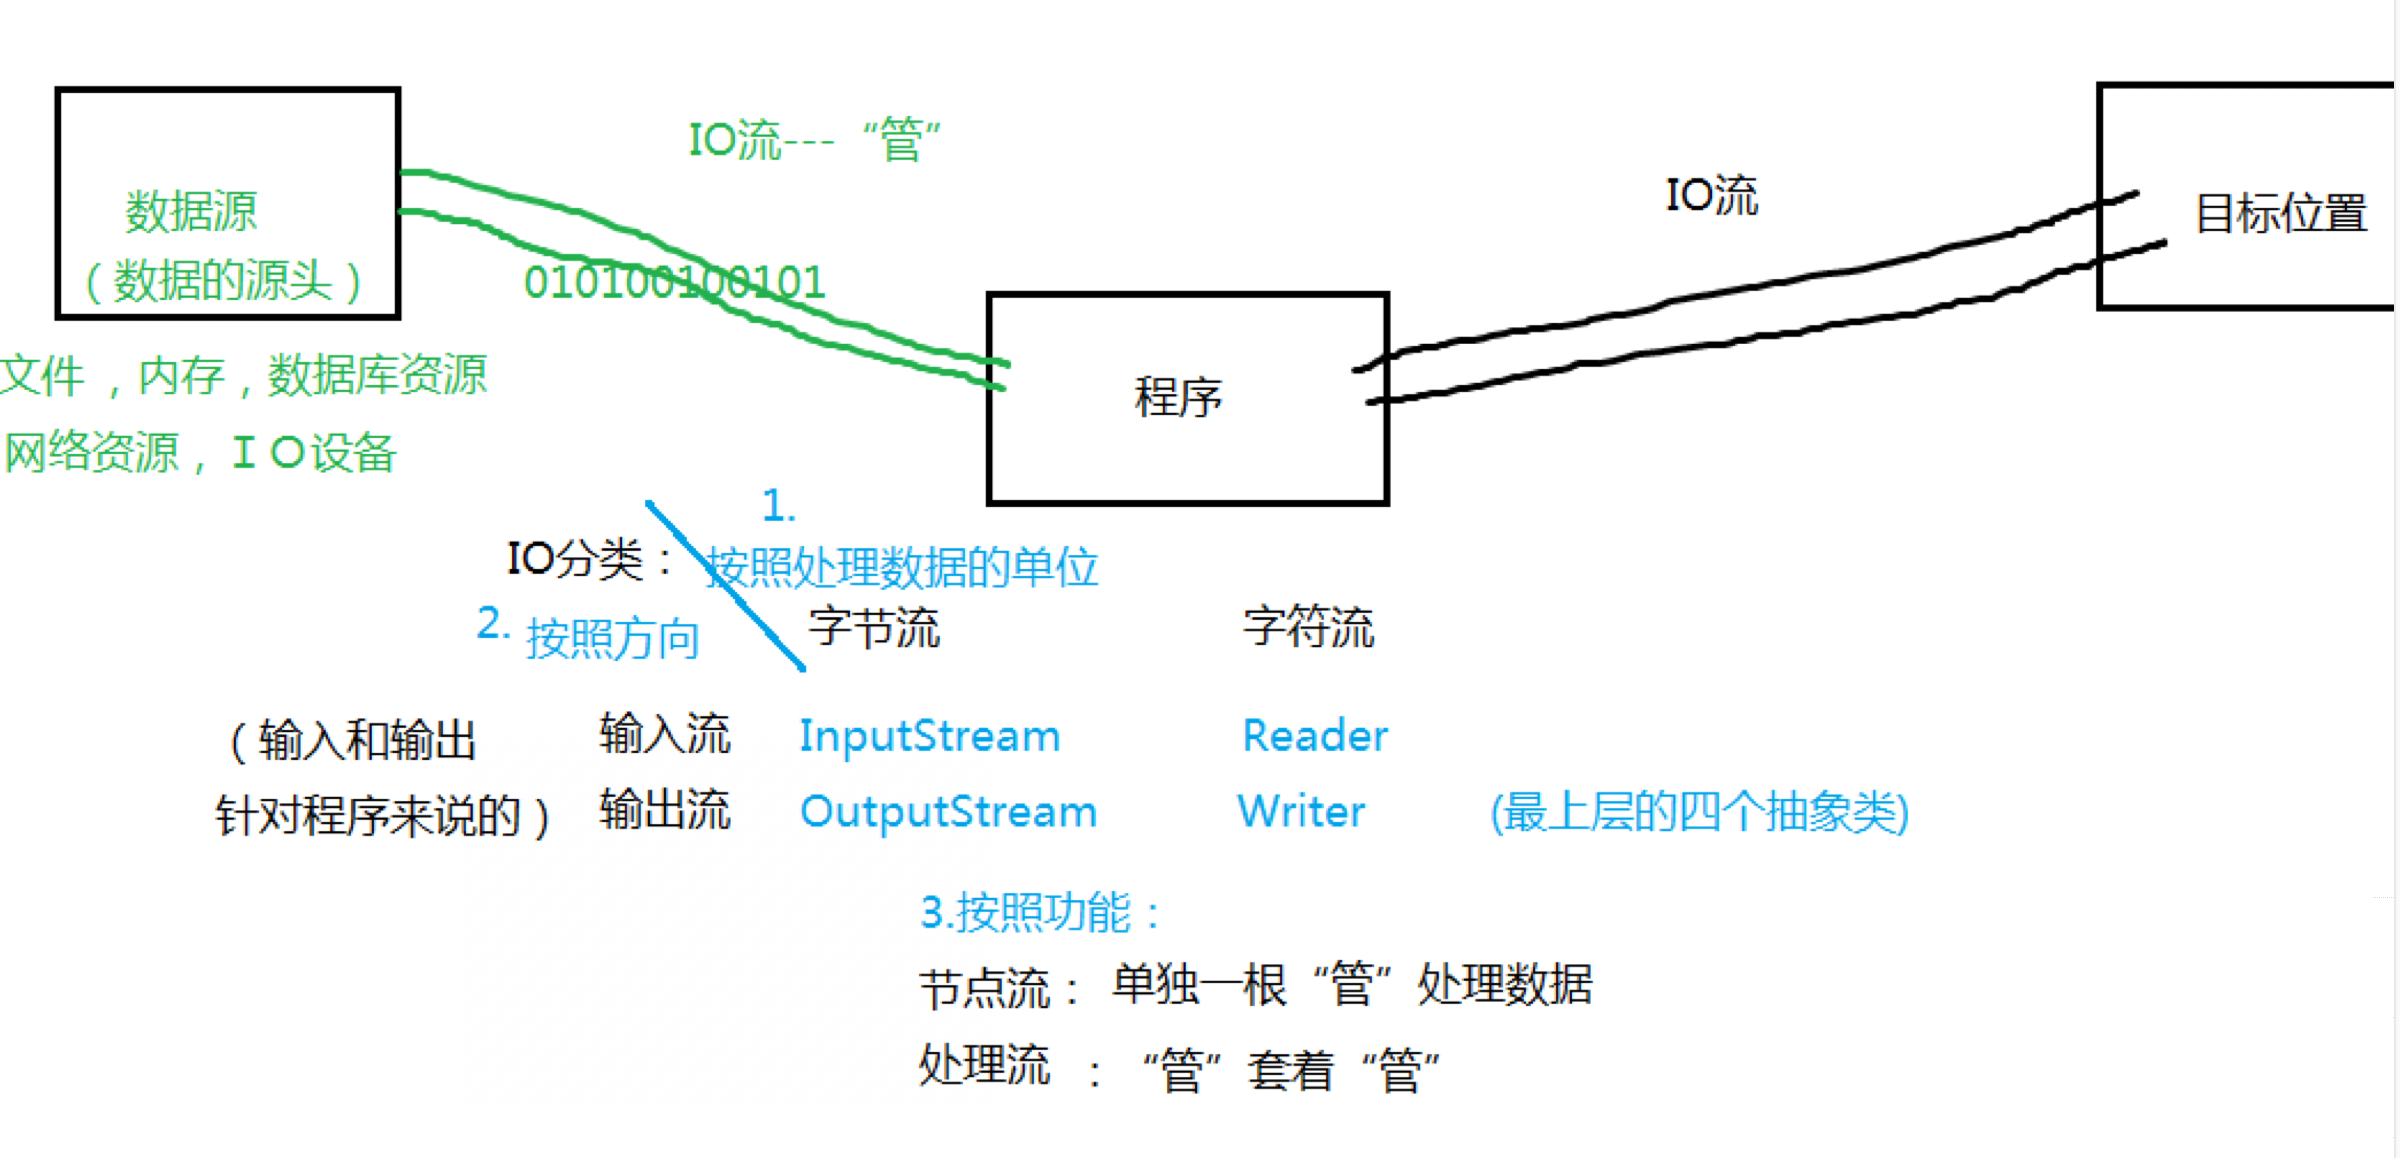 IO流---“管”
IO流
数据源
（数据的源头）
目标位置
010100100101
文件，内存，数据库资源
网络资源，ＩＯ设备
程序
1.
IO分类：
按照处理数据的单位
2. 按照方向
字节流 字符流
（输入和输出 输入流 InputStream Reader
针对程序来说的） 输出流 OutputStream Writer (最上层的四个抽象类)
3.按照功能：
节点流： 单独一根“管”处理数据
处理流 ： “管”套着“管”